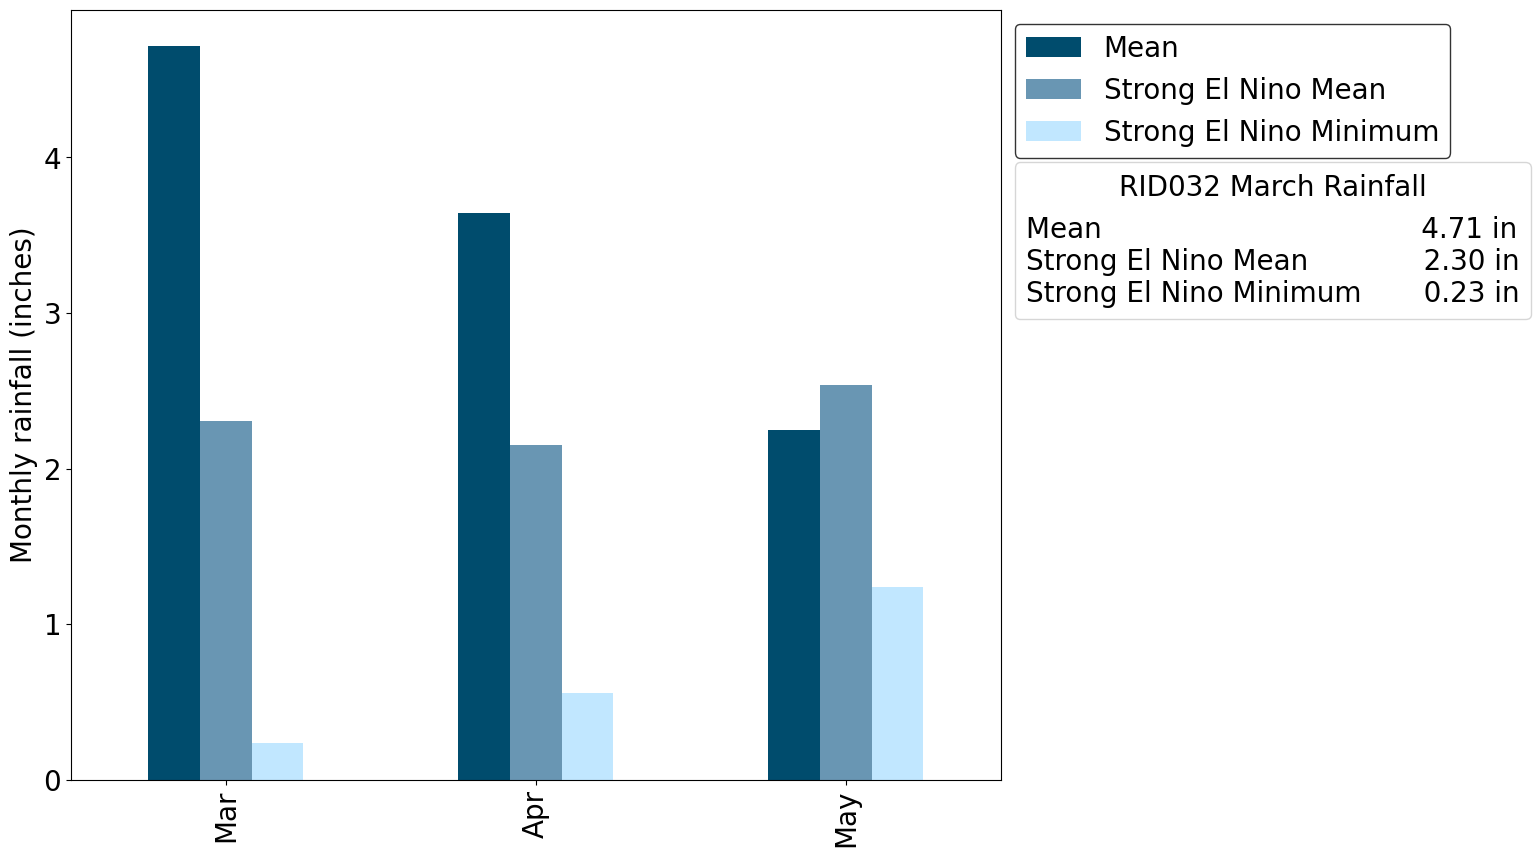 Mean
Strong El Nino Mean
Strong El Nino Minimum
RID032 March Rainfall
Mean 4.71 in
Strong El Nino Mean 2.30 in
Strong El Nino Minimum 0.23 in
Monthly rainfall (inches)
4
3
2
1
0
Mar
Apr
May